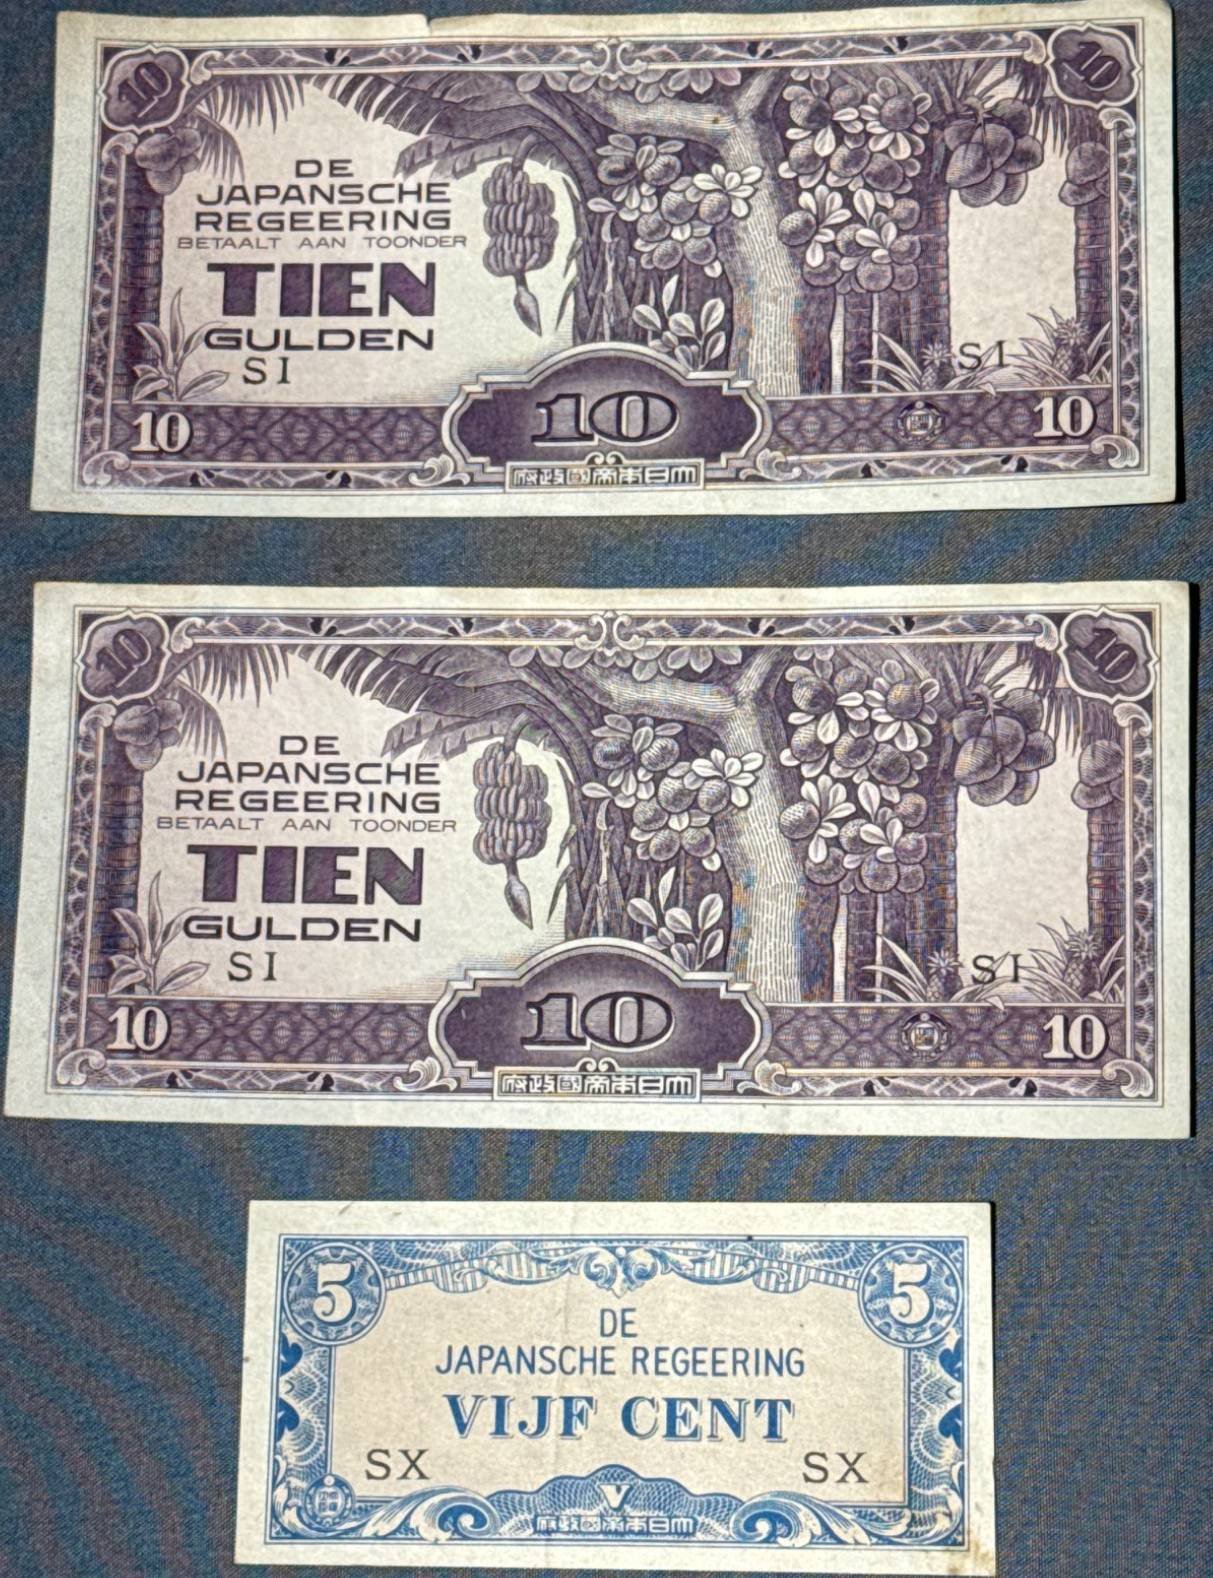 10 10
DE
JAPANSCHE
REGEERING
BETAALT AAN TOONDER
TIEN
GULDEN
SI SI
10 10 10
府政國帝本日大
10 10
DE
JAPANSCHE
REGEERING
BETAALT AAN TOONDER
TIEN
GULDEN
SI SI
10 10 10
府政國帝本日大
5 5
DE
JAPANSCHE REGEERING
VIJF CENT
SX SX
V
府政國帝本日大